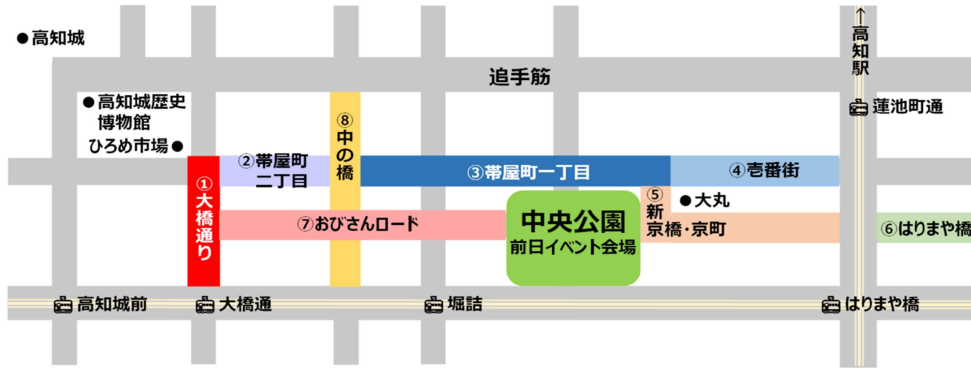 ●高知城
↑高知駅
追手筋
●高知城歴史
博物館
ひろめ市場●
蓮池町通
⑧中の橋
②帯屋町
二丁目
③帯屋町一丁目
④壱番街
①大橋通り
⑤新
京橋・京町
●大丸
⑦おびさんロード
中央公園
前日イベント会場
⑥はりまや橋
高知城前
大橋通
堀詰
はりまや橋